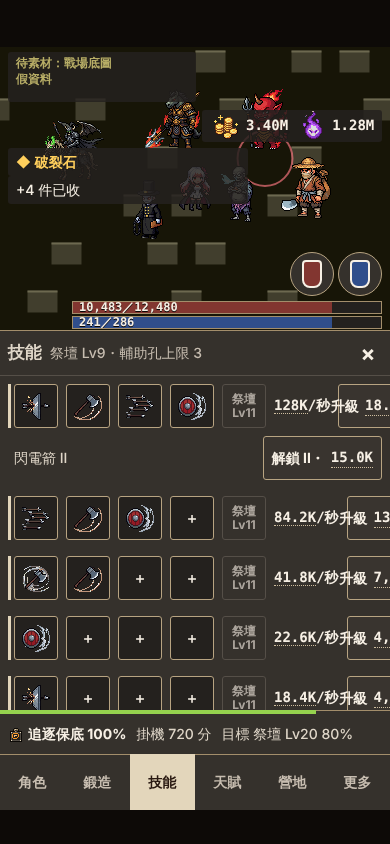 待素材：戰場底圖
假資料
3.40M 1.28M
◆ 破裂石
+4 件已收
10,483／12,480
241／286
技能 祭壇 Lv9・輔助孔上限 3 ×
祭壇 Lv11 128K/秒 升級 18.
閃電箭 II 解鎖 II・ 15.0K
+ 祭壇 Lv11 84.2K/秒 升級 13
+ + 祭壇 Lv11 41.8K/秒 升級 7,
+ + + 祭壇 Lv11 22.6K/秒 升級 4,
+ + + 祭壇 Lv11 18.4K/秒 升級 4,
追逐保底 100% 掛機 720 分 目標 祭壇 Lv20 80%
角色 鍛造 技能 天賦 營地 更多